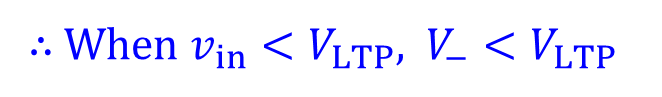 ∴ When v_in < V_LTP, V_− < V_LTP